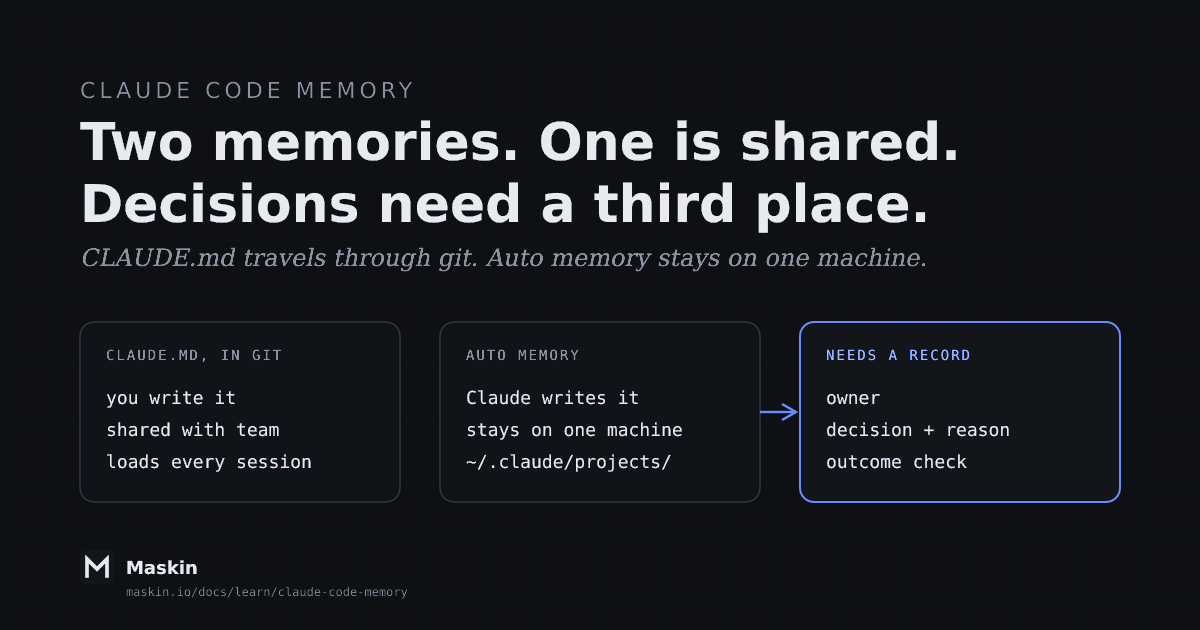 CLAUDE CODE MEMORY
Two memories. One is shared.
Decisions need a third place.
CLAUDE.md travels through git. Auto memory stays on one machine.
CLAUDE.MD, IN GIT
you write it
shared with team
loads every session
AUTO MEMORY
Claude writes it
stays on one machine
~/.claude/projects/
NEEDS A RECORD
owner
decision + reason
outcome check
Maskin
maskin.io/docs/learn/claude-code-memory